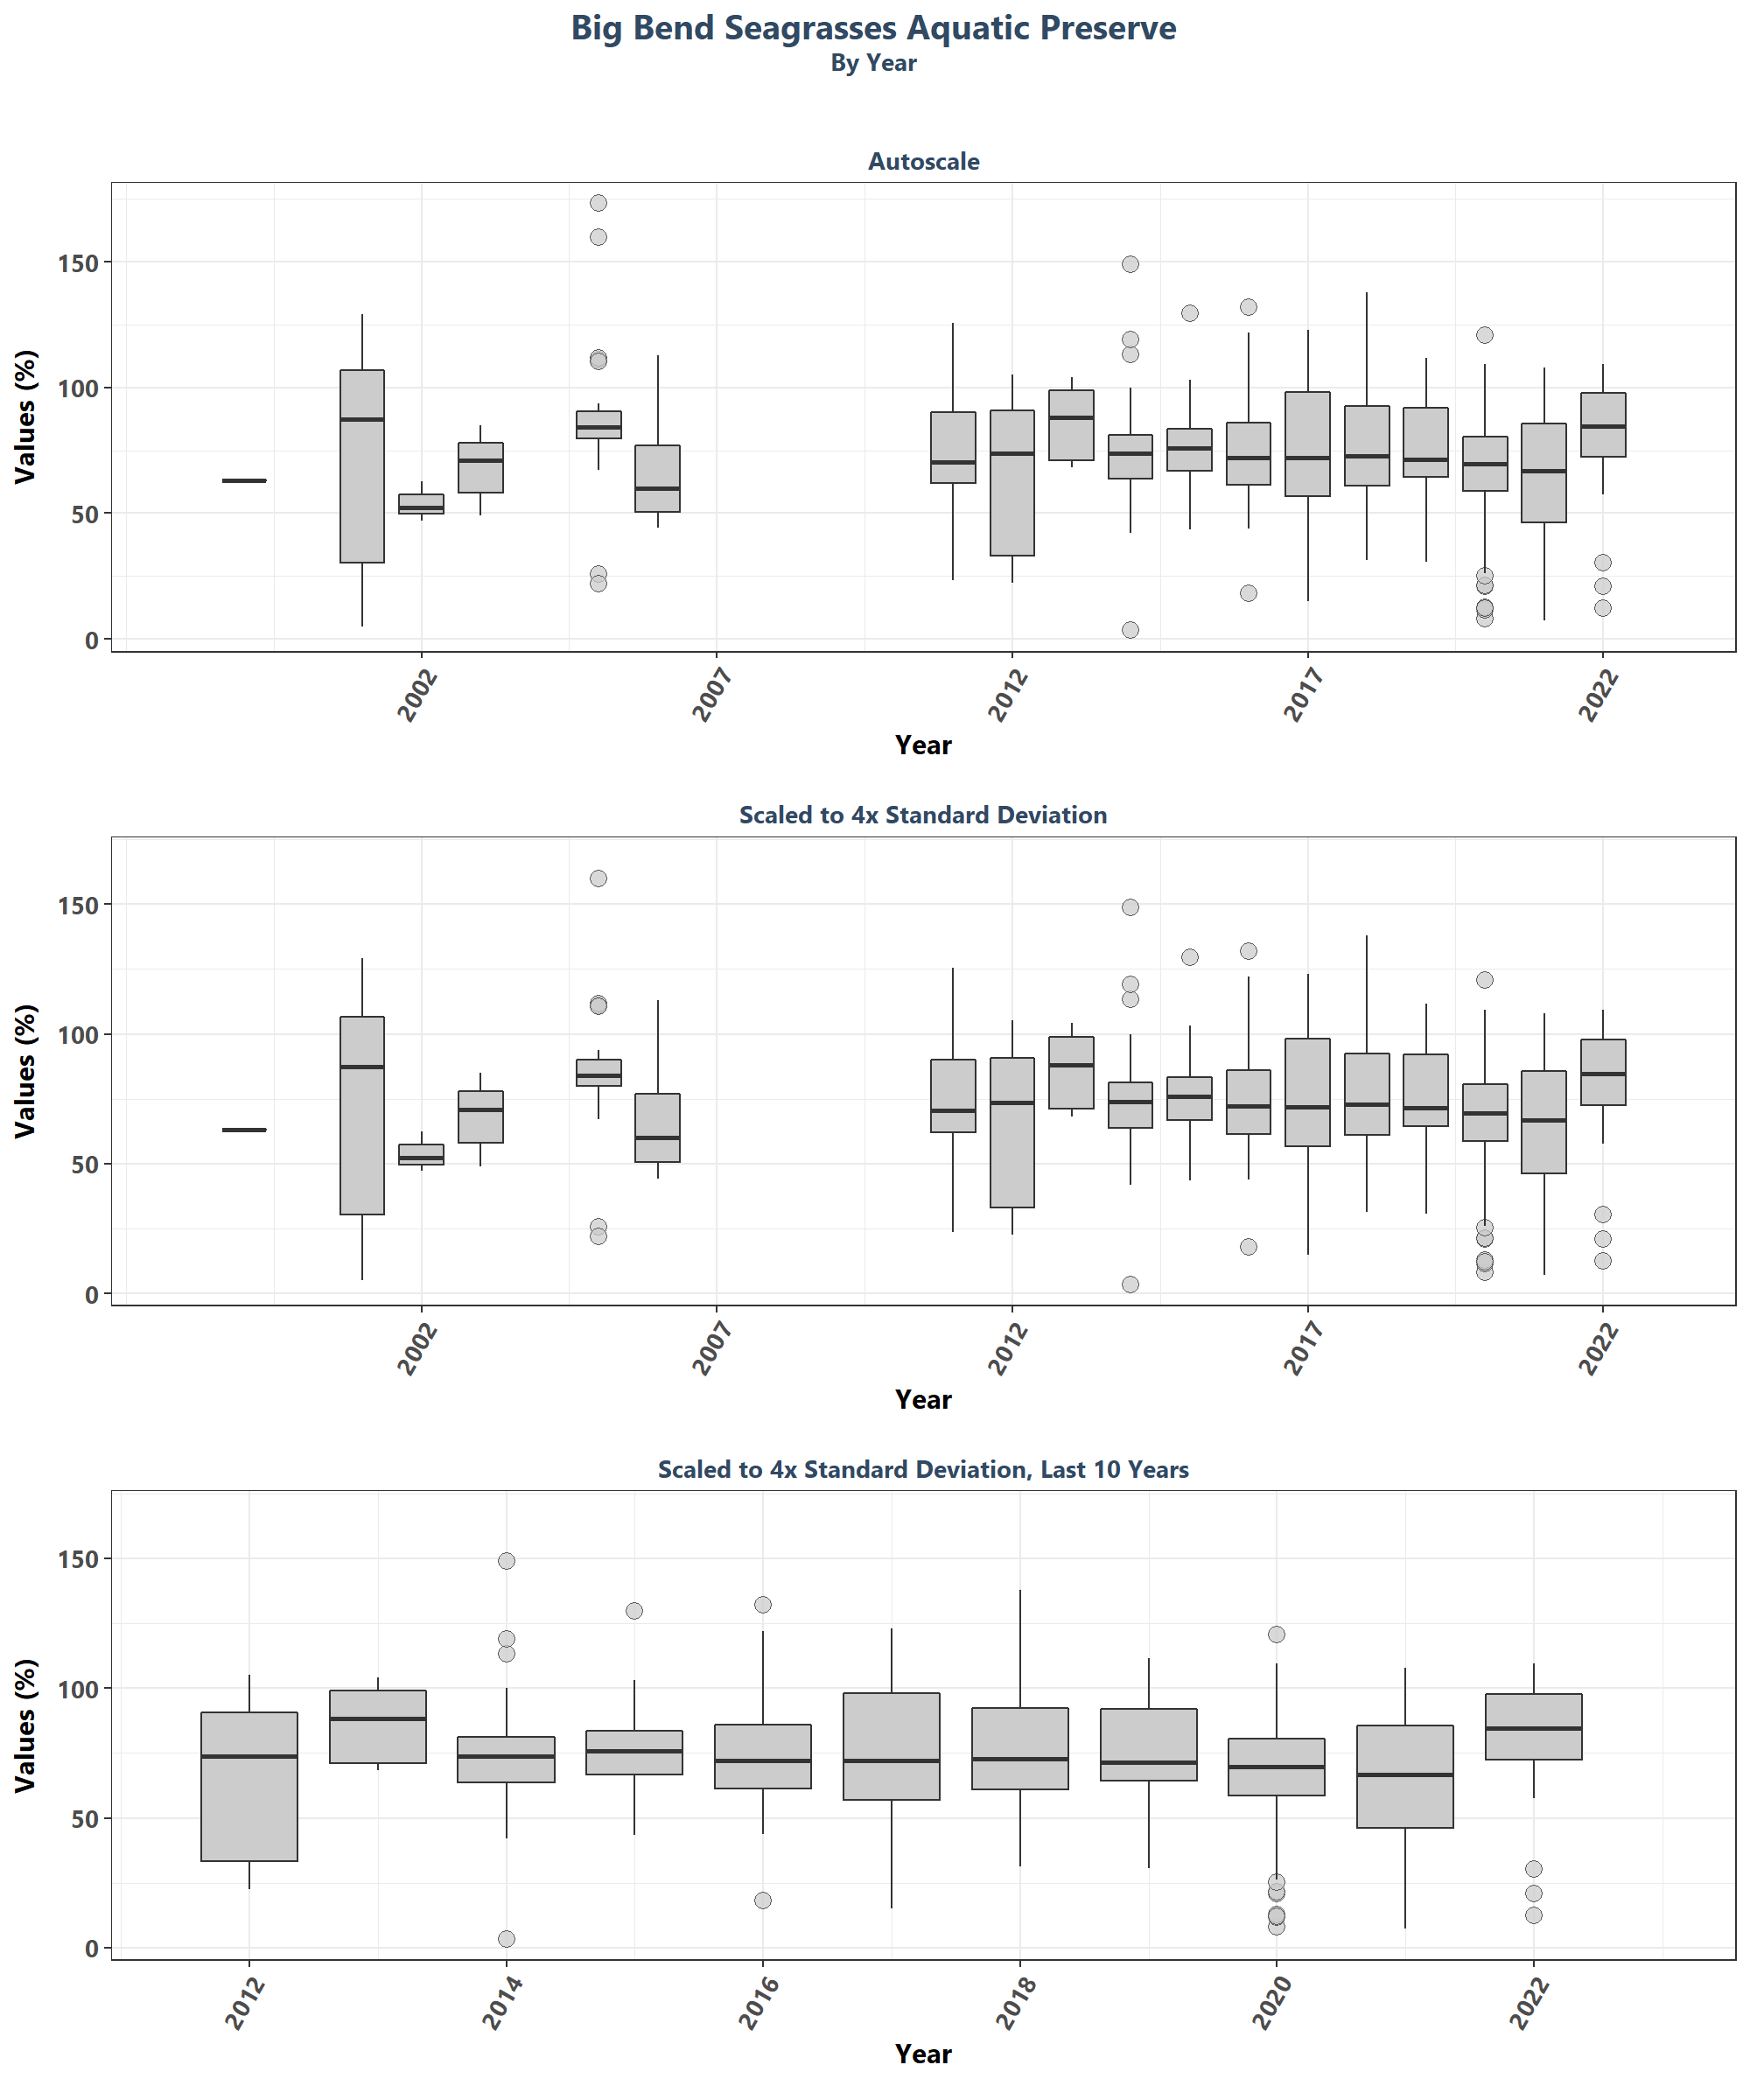 Big Bend Seagrasses Aquatic Preserve
By Year
Autoscale
Values (%)
150
100
50
0
2002
2007
2012
2017
2022
Year
Scaled to 4x Standard Deviation
Values (%)
150
100
50
0
2002
2007
2012
2017
2022
Year
Scaled to 4x Standard Deviation, Last 10 Years
Values (%)
150
100
50
0
2012
2014
2016
2018
2020
2022
Year